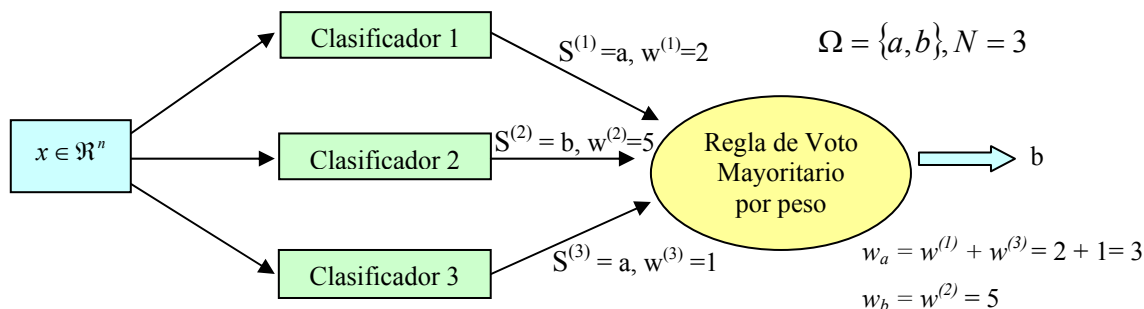 Clasificador 1
S⁽¹⁾ =a, w⁽¹⁾=2
Ω = {a,b}, N = 3
x ∈ ℜⁿ
Clasificador 2
S⁽²⁾ = b, w⁽²⁾=5
Regla de Voto
Mayoritario
por peso
b
Clasificador 3
S⁽³⁾ = a, w⁽³⁾ =1
wₐ = w⁽¹⁾ + w⁽³⁾ = 2 + 1= 3
w_b = w⁽²⁾ = 5